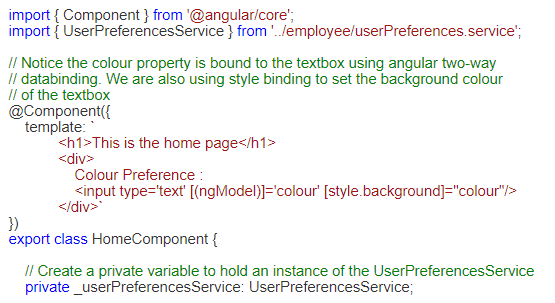 import { Component } from '@angular/core';
import { UserPreferencesService } from '../employee/userPreferences.service';
// Notice the colour property is bound to the textbox using angular two-way
// databinding. We are also using style binding to set the background colour
// of the textbox
@Component({
    template: `
            <h1>This is the home page</h1>
            <div>
                Colour Preference :
                <input type='text' [(ngModel)]='colour' [style.background]="colour"/>
            </div>`
})
export class HomeComponent {
    // Create a private variable to hold an instance of the UserPreferencesService
    private _userPreferencesService: UserPreferencesService;